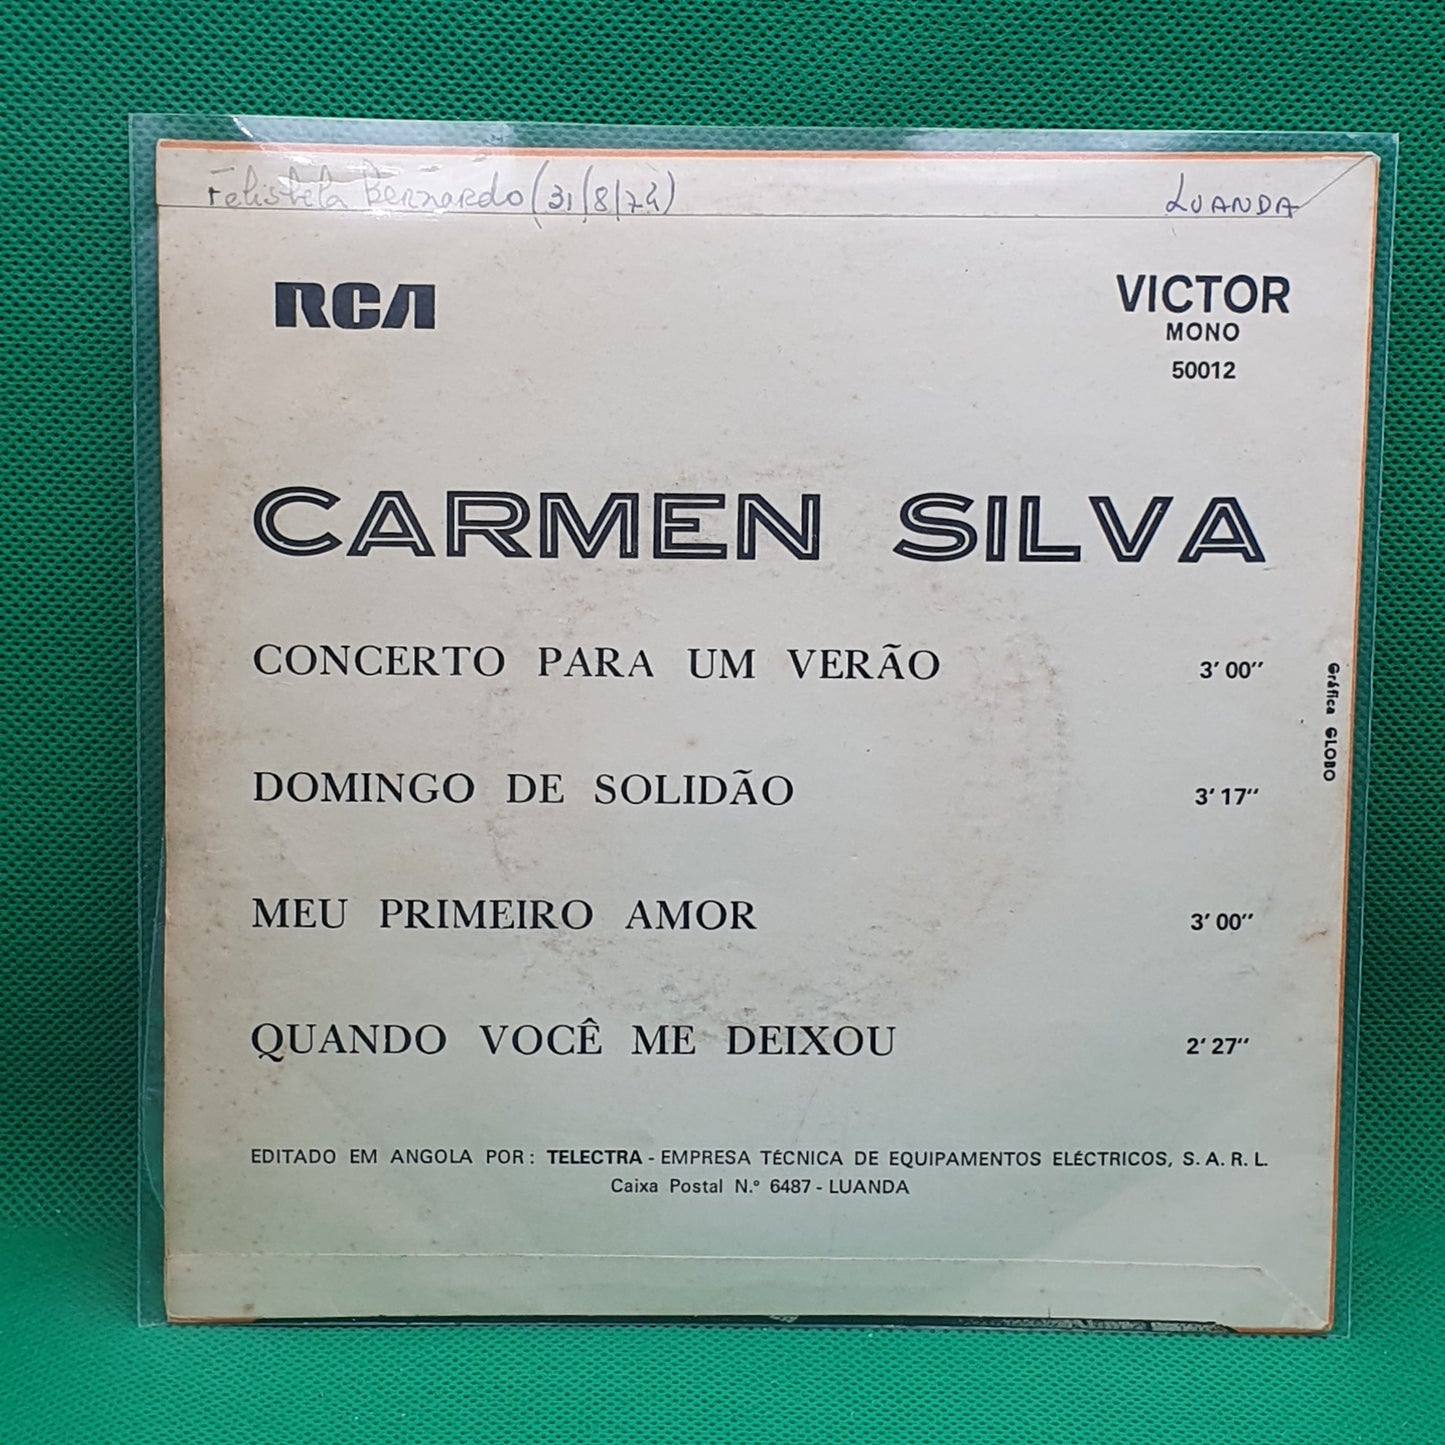 Bernardo (31/8/74) LUANDA
RCA VICTOR
MONO
50012
CARMEN SILVA
CONCERTO PARA UM VERÃO 3' 00"
DOMINGO DE SOLIDÃO 3' 17"
MEU PRIMEIRO AMOR 3' 00"
QUANDO VOCÊ ME DEIXOU 2' 27"
Gráfica GLOBO
EDITADO EM ANGOLA POR: TELECTRA - EMPRESA TÉCNICA DE EQUIPAMENTOS ELÉCTRICOS, S. A. R. L.
Caixa Postal N.º 6487 - LUANDA